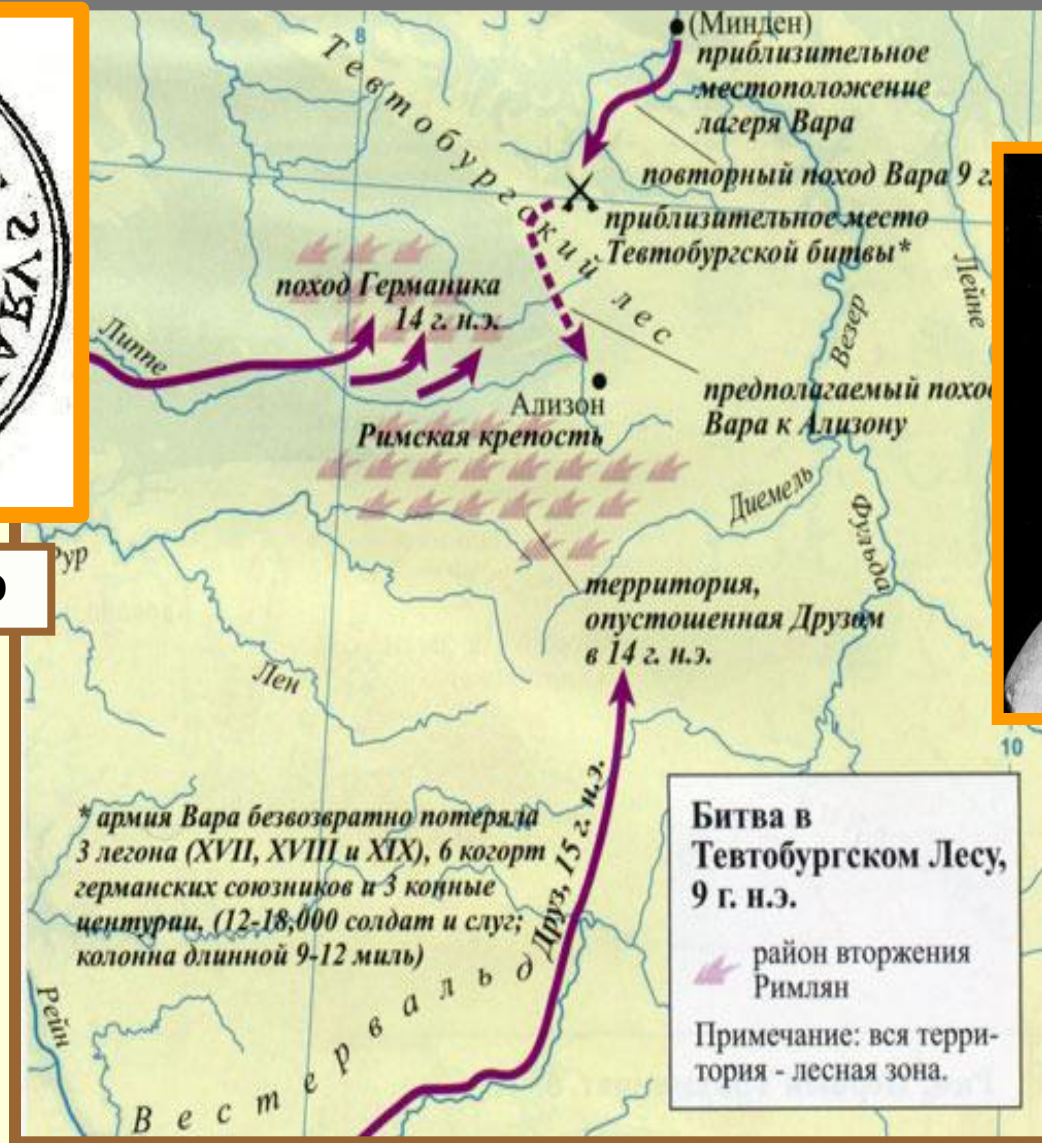 (Минден)
приблизительное
местоположение
лагеря Вара
8
Тевтобургский лес
повторный поход Вара 9 г.
приблизительное место
Тевтобургской битвы*
Лейне
поход Германика
14 г. н.э.
Липпе
Везер
предполагаемый похо
Вара к Ализону
Ализон
Римская крепость
Диемель
Фульда
Рур
территория,
опустошенная Друзом
в 14 г. н.э.
Лен
10
* армия Вара безвозвратно потеряла
3 легона (XVII, XVIII и XIX), 6 когорт
германских союзников и 3 конные
центурии, (12-18,000 солдат и слуг;
колонна длинной 9-12 миль)
Друз, 15 г. н.э.
Рейн
Вестервальд
Битва в
Тевтобургском Лесу,
9 г. н.э.
район вторжения
Римлян
Примечание: вся терри-
тория - лесная зона.